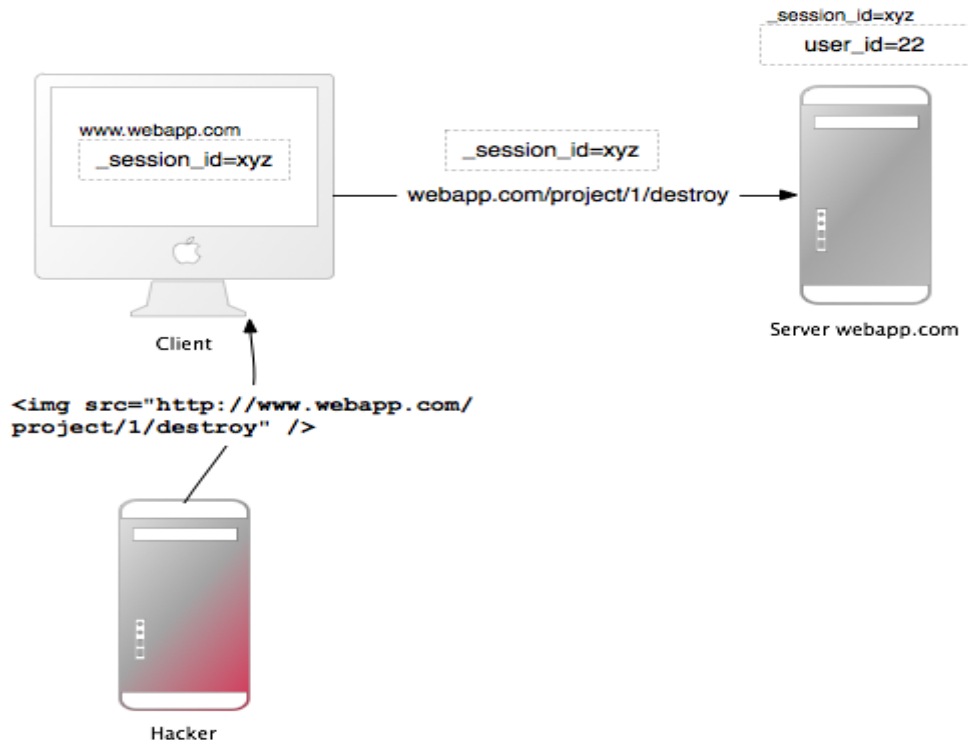 _session_id=xyz
user_id=22
www.webapp.com
_session_id=xyz
_session_id=xyz
webapp.com/project/1/destroy
Server webapp.com
Client
<img src="http://www.webapp.com/
project/1/destroy" />
Hacker